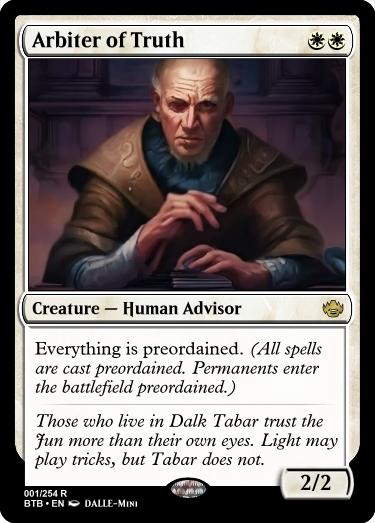 Arbiter of Truth
Creature — Human Advisor
Everything is preordained. (All spells
are cast preordained. Permanents enter
the battlefield preordained.)
Those who live in Dalk Tabar trust the
Jun more than their own eyes. Light may
play tricks, but Tabar does not.
2/2
001/254 R
BTB • EN DALLE-Mini